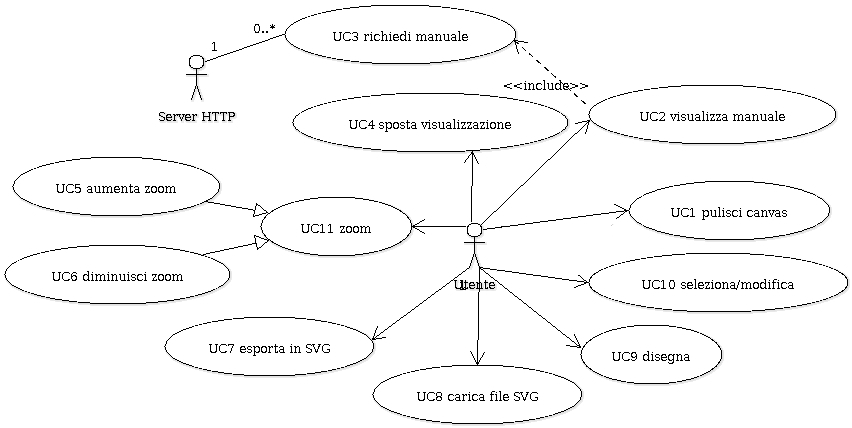 0..*
UC3 richiedi manuale
1
<<include>>
Server HTTP
UC4 sposta visualizzazione
UC2 visualizza manuale
UC5 aumenta zoom
UC1 pulisci canvas
UC11 zoom
UC6 diminuisci zoom
Utente
UC10 seleziona/modifica
UC7 esporta in SVG
UC9 disegna
UC8 carica file SVG